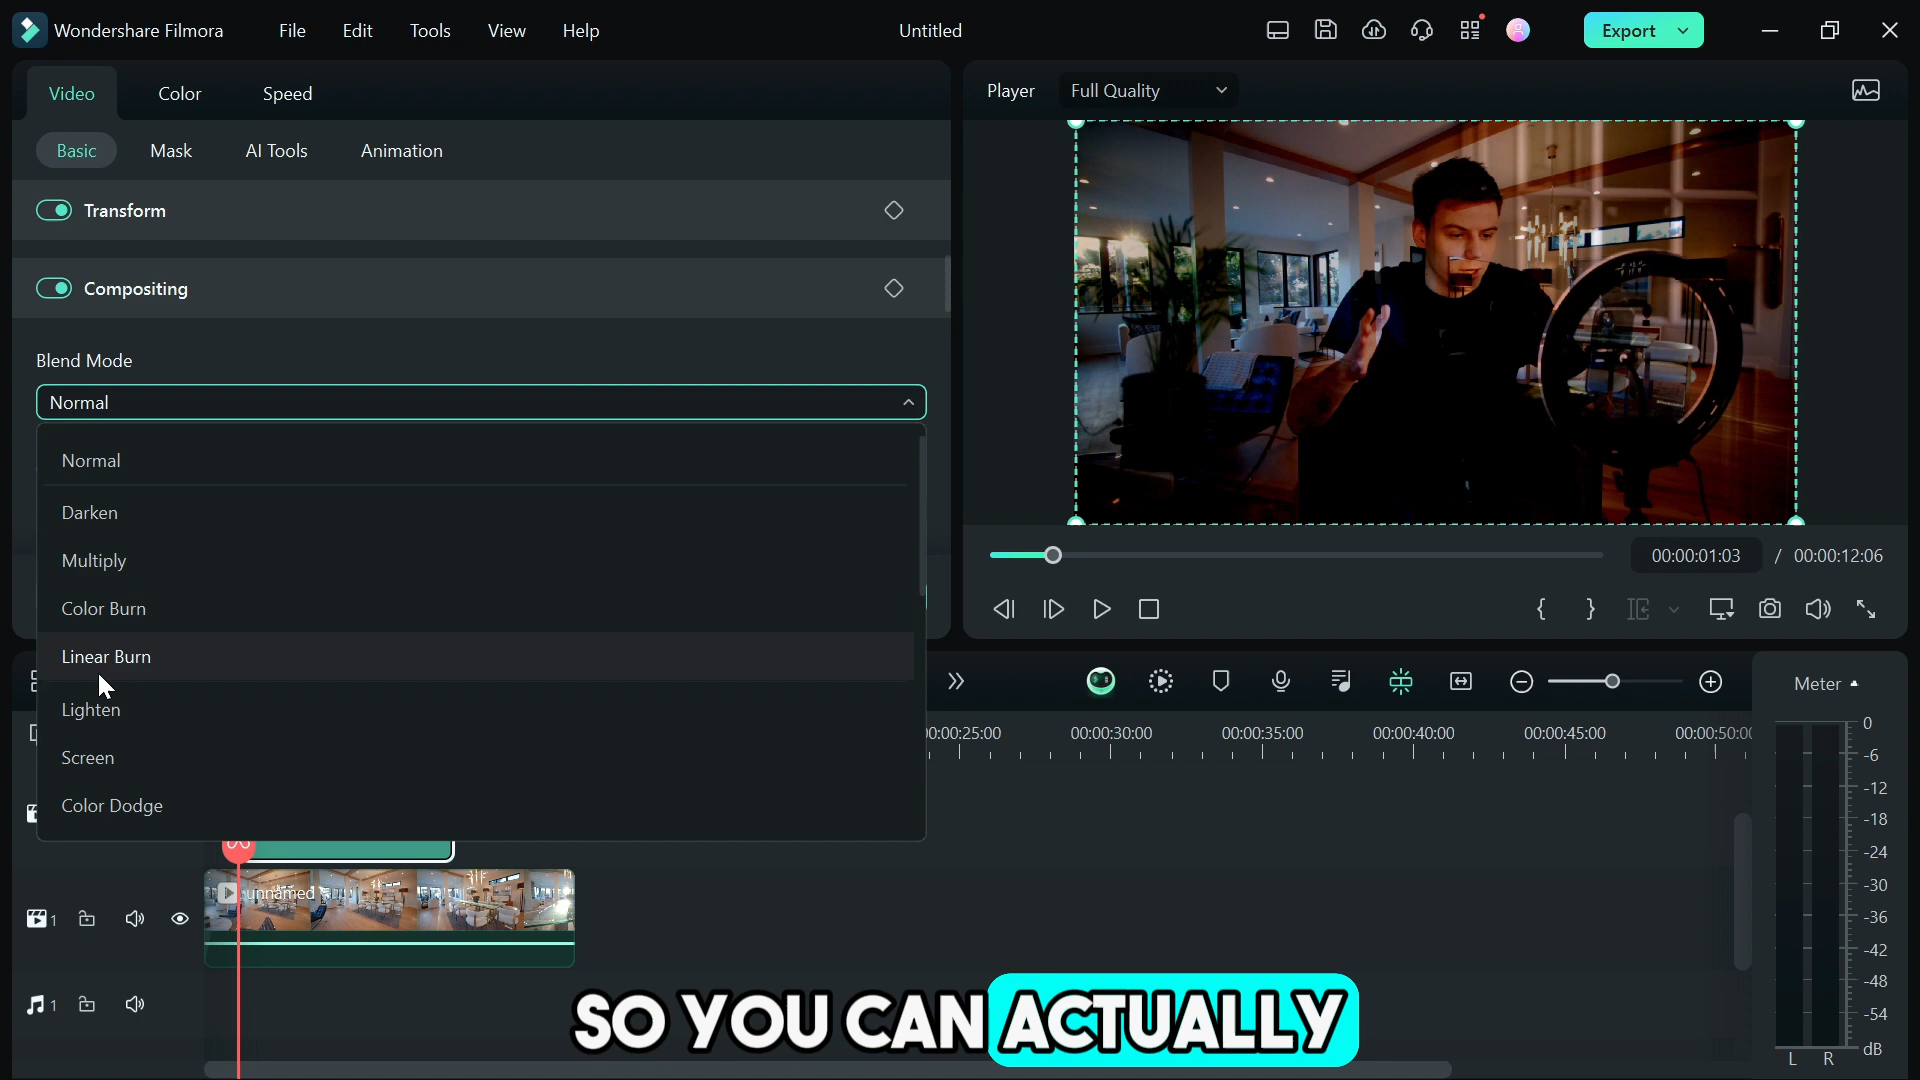 Wondershare Filmora
File
Edit
Tools
View
Help
Untitled
Export
Video
Color
Speed
Player
Full Quality
Basic
Mask
AI Tools
Animation
Transform
Compositing
Blend Mode
Normal
Normal
Darken
Multiply
Color Burn
Linear Burn
Lighten
Screen
Color Dodge
00:00:01:03 / 00:00:12:06
Meter
00:00:25:00
00:00:30:00
00:00:35:00
00:00:40:00
00:00:45:00
00:00:50:00
0
-6
-12
-18
-24
-30
-36
-42
-48
-54
dB
L R
unnamed
1
1
SO YOU CAN ACTUALLY